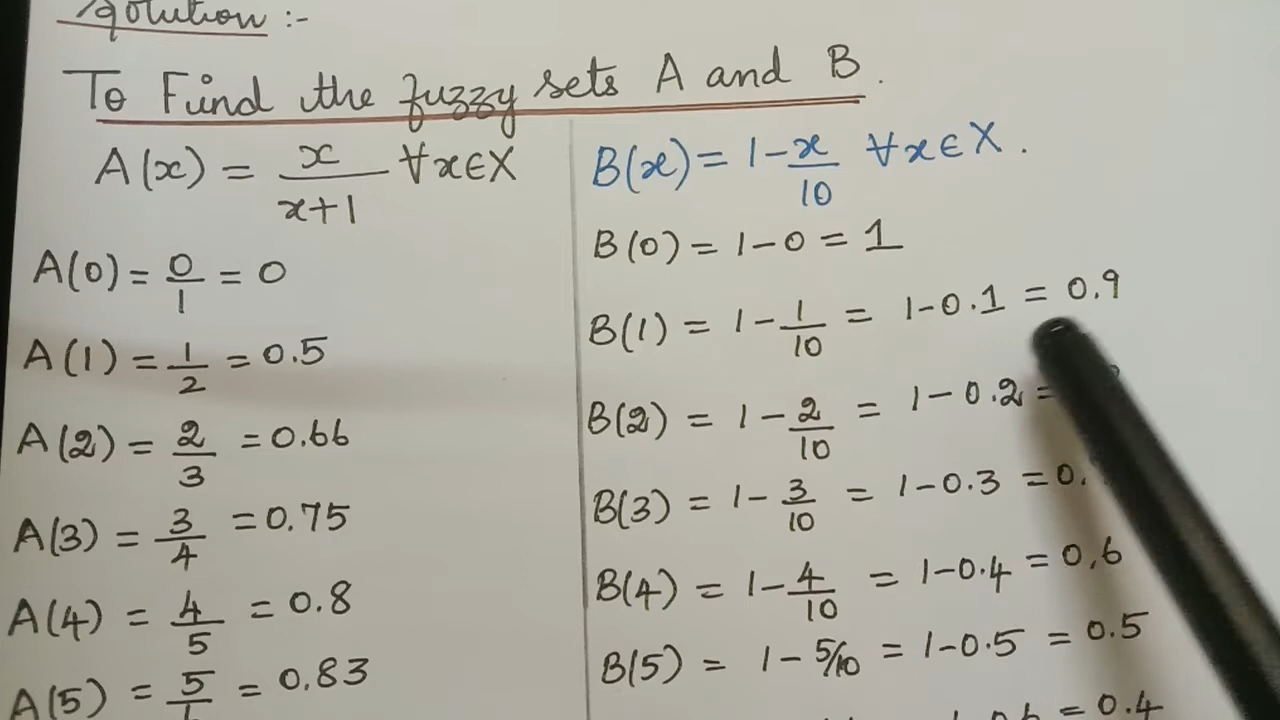 Solution :-
To Find the fuzzy sets A and B.
A(x) = x/(x+1) ∀x∈X
A(0) = 0/1 = 0
A(1) = 1/2 = 0.5
A(2) = 2/3 = 0.66
A(3) = 3/4 = 0.75
A(4) = 4/5 = 0.8
A(5) = 5/ = 0.83
B(x) = 1 - x/10 ∀x∈X.
B(0) = 1-0 = 1
B(1) = 1 - 1/10 = 1-0.1 = 0.9
B(2) = 1 - 2/10 = 1-0.2 =
B(3) = 1 - 3/10 = 1-0.3 = 0.
B(4) = 1 - 4/10 = 1-0.4 = 0.6
B(5) = 1 - 5/10 = 1-0.5 = 0.5
= 0.4